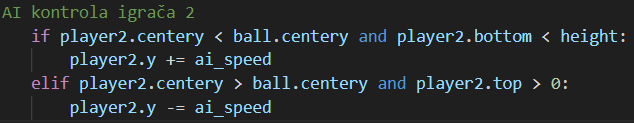 AI kontrola igrača 2
if player2.centery < ball.centery and player2.bottom < height:
player2.y += ai_speed
elif player2.centery > ball.centery and player2.top > 0:
player2.y -= ai_speed